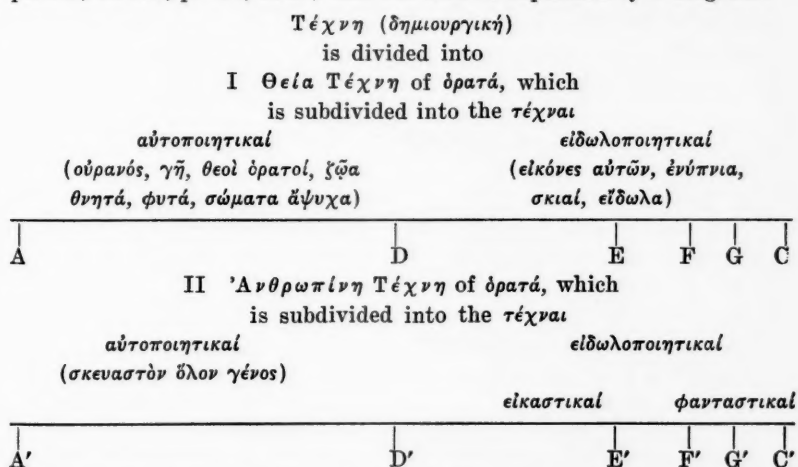 Τέχνη (δημιουργική)
is divided into
I Θεία Τέχνη of ὁρατά, which
is subdivided into the τέχναι
αὐτοποιητικαί εἰδωλοποιητικαί
(οὐρανός, γῆ, θεοὶ ὁρατοί, ζῷα (εἰκόνες αὐτῶν, ἐνύπνια,
θνητά, φυτά, σώματα ἄψυχα) σκιαί, εἴδωλα)
A D E F G C
II Ἀνθρωπίνη Τέχνη of ὁρατά, which
is subdivided into the τέχναι
αὐτοποιητικαί εἰδωλοποιητικαί
(σκευαστὸν ὅλον γένος)
εἰκαστικαί φανταστικαί
A' D' E' F' G' C'